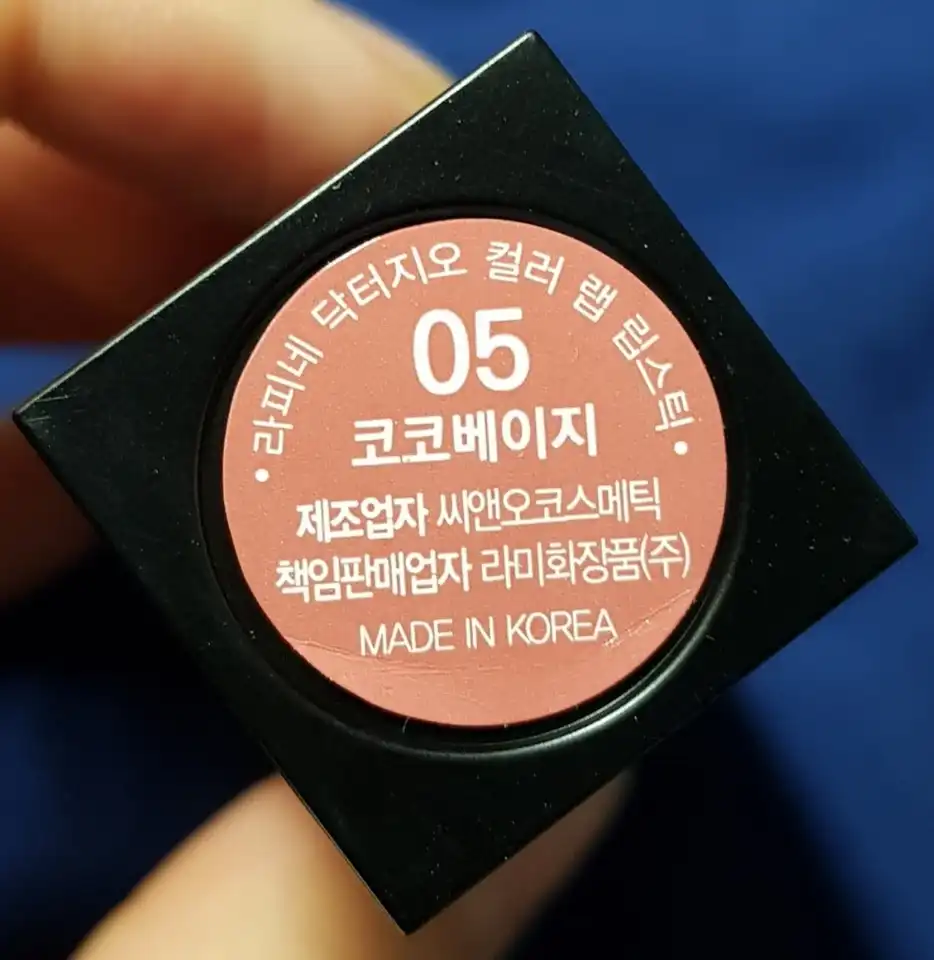 • 라피네 닥터지오 컬러 랩 립스틱 •
05
코코베이지
제조업자 씨앤오코스메틱
책임판매업자 라미화장품(주)
MADE IN KOREA